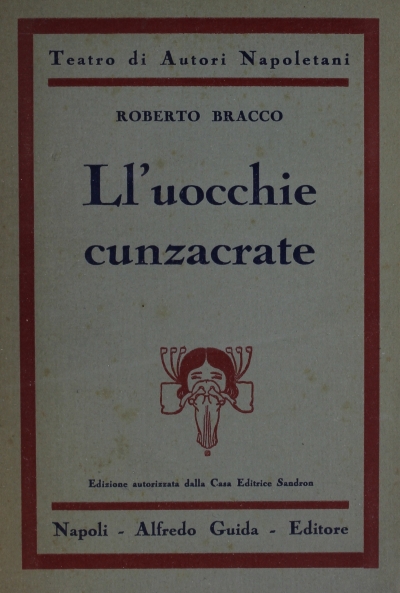 Teatro di Autori Napoletani
ROBERTO BRACCO
Ll'uocchie
cunzacrate
Edizione autorizzata dalla Casa Editrice Sandron
Napoli - Alfredo Guida - Editore